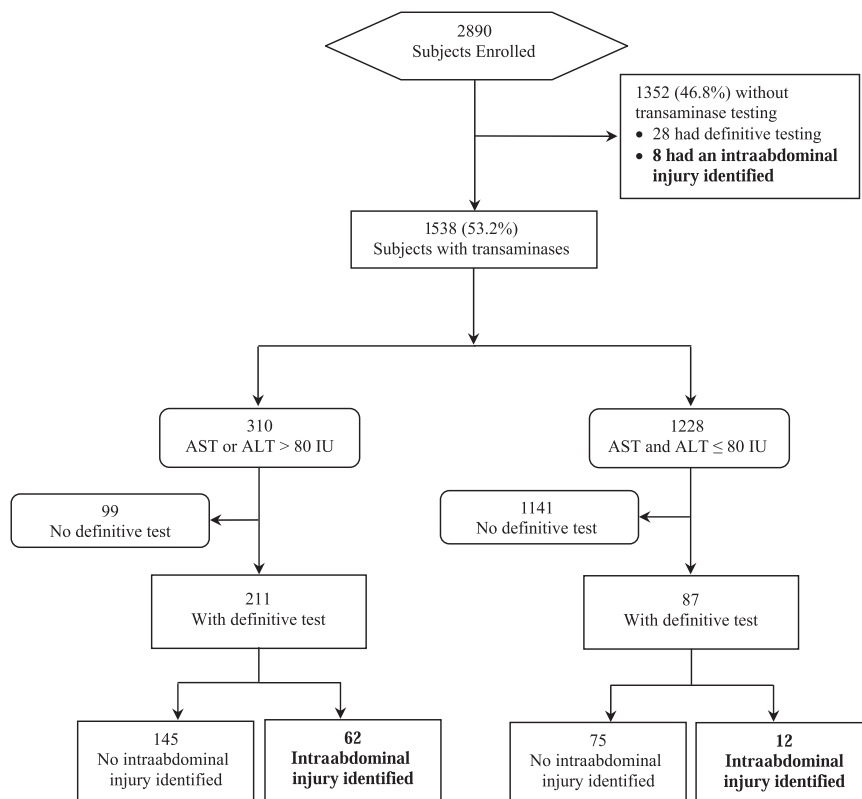 2890
Subjects Enrolled
1352 (46.8%) without
transaminase testing
• 28 had definitive testing
• 8 had an intraabdominal
injury identified
1538 (53.2%)
Subjects with transaminases
310
AST or ALT > 80 IU
1228
AST and ALT ≤ 80 IU
99
No definitive test
1141
No definitive test
211
With definitive test
87
With definitive test
145
No intraabdominal
injury identified
62
Intraabdominal
injury identified
75
No intraabdominal
injury identified
12
Intraabdominal
injury identified